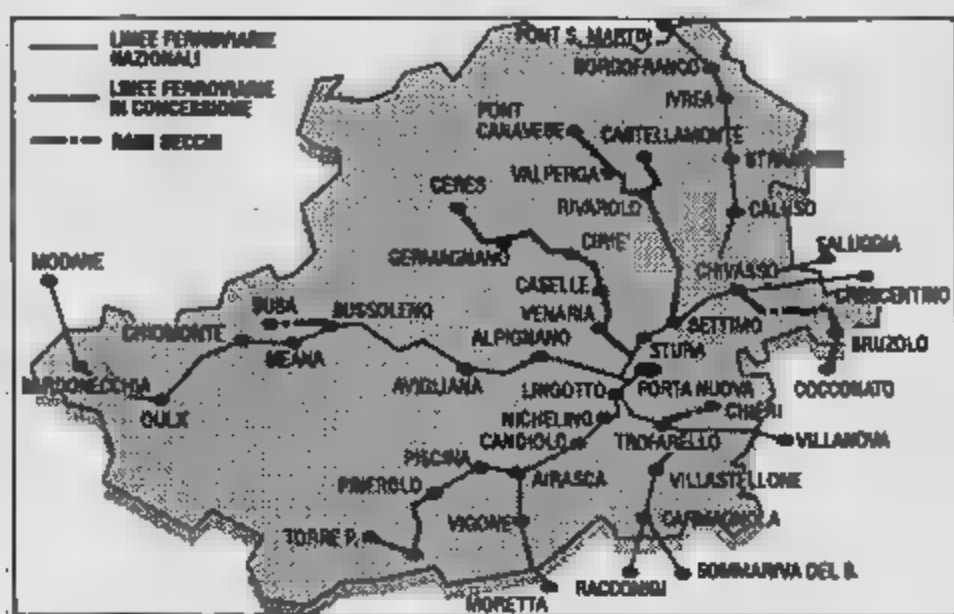 LINEE FERROVIARIE
NAZIONALI
LINEE FERROVIARIE
IN CONCESSIONE
RAMI SECCHI
PONT S. MARTIN
BORGOFRANCO
IVREA
PONT
CANAVESE
CASTELLAMONTE
STRAMBINO
VALPERGA
CERES
RIVAROLO
CALUSO
CIRIE'
GERMAGNANO
SALUGGIA
MODANE
CHIVASSO
CASELLE
CRESCENTINO
SUSA
BUSSOLENO
VENARIA
SETTIMO
CHIOMONTE
ALPIGNANO
BRUZOLO
MEANA
STURA
BARDONECCHIA
AVIGLIANA
LINGOTTO
PORTA NUOVA
COCCONATO
OULX
NICHELINO
CHIERI
CANDIOLO
TROFARELLO
VILLANOVA
PISCINA
AIRASCA
VILLASTELLONE
PINEROLO
VIGONE
CARMAGNOLA
TORRE P.
SOMMARIVA DEL B.
RACCONIGI
MORETTA